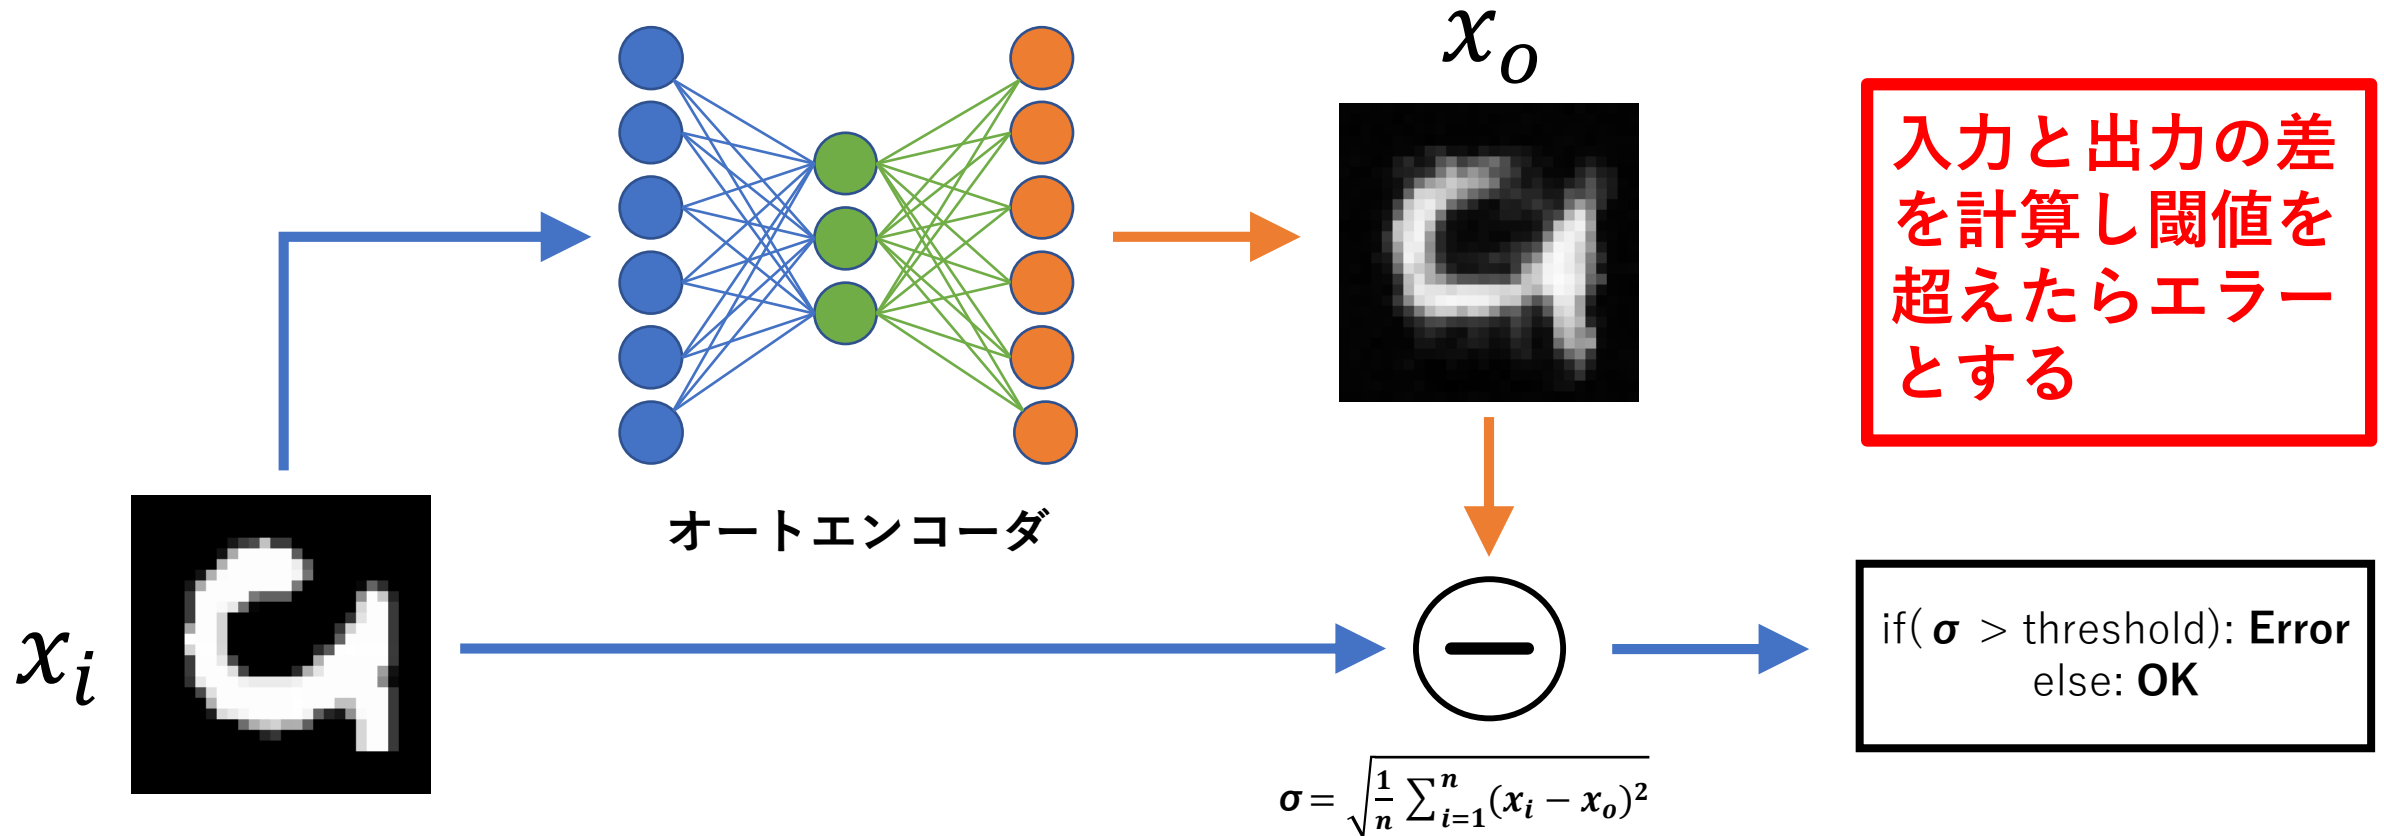 x_o
入力と出力の差
を計算し閾値を
超えたらエラー
とする
オートエンコーダ
x_i
if( σ > threshold): Error
else: OK
σ = √(1/n ∑_{i=1}^{n} (x_i − x_o)^2)